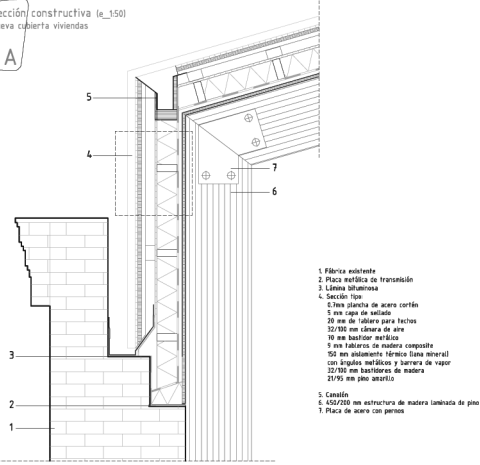 ección constructiva (e_1:50)
ueva cubierta viviendas
A
5
4
7
6
3
2
1
1. Fábrica existente
2. Placa metálica de transmisión
3. Lámina bituminosa
4. Sección tipo:
0.7mm plancha de acero cortén
5 mm capa de sellado
20 mm de tablero para techos
32/100 mm cámara de aire
70 mm bastidor metálico
9 mm tableros de madera composite
150 mm aislamiento térmico (lana mineral)
con ángulos metálicos y barrera de vapor
32/100 mm bastidores de madera
21/95 mm pino amarillo
5. Canalón
6. 450/200 mm estructura de madera laminada de pino
7. Placa de acero con pernos